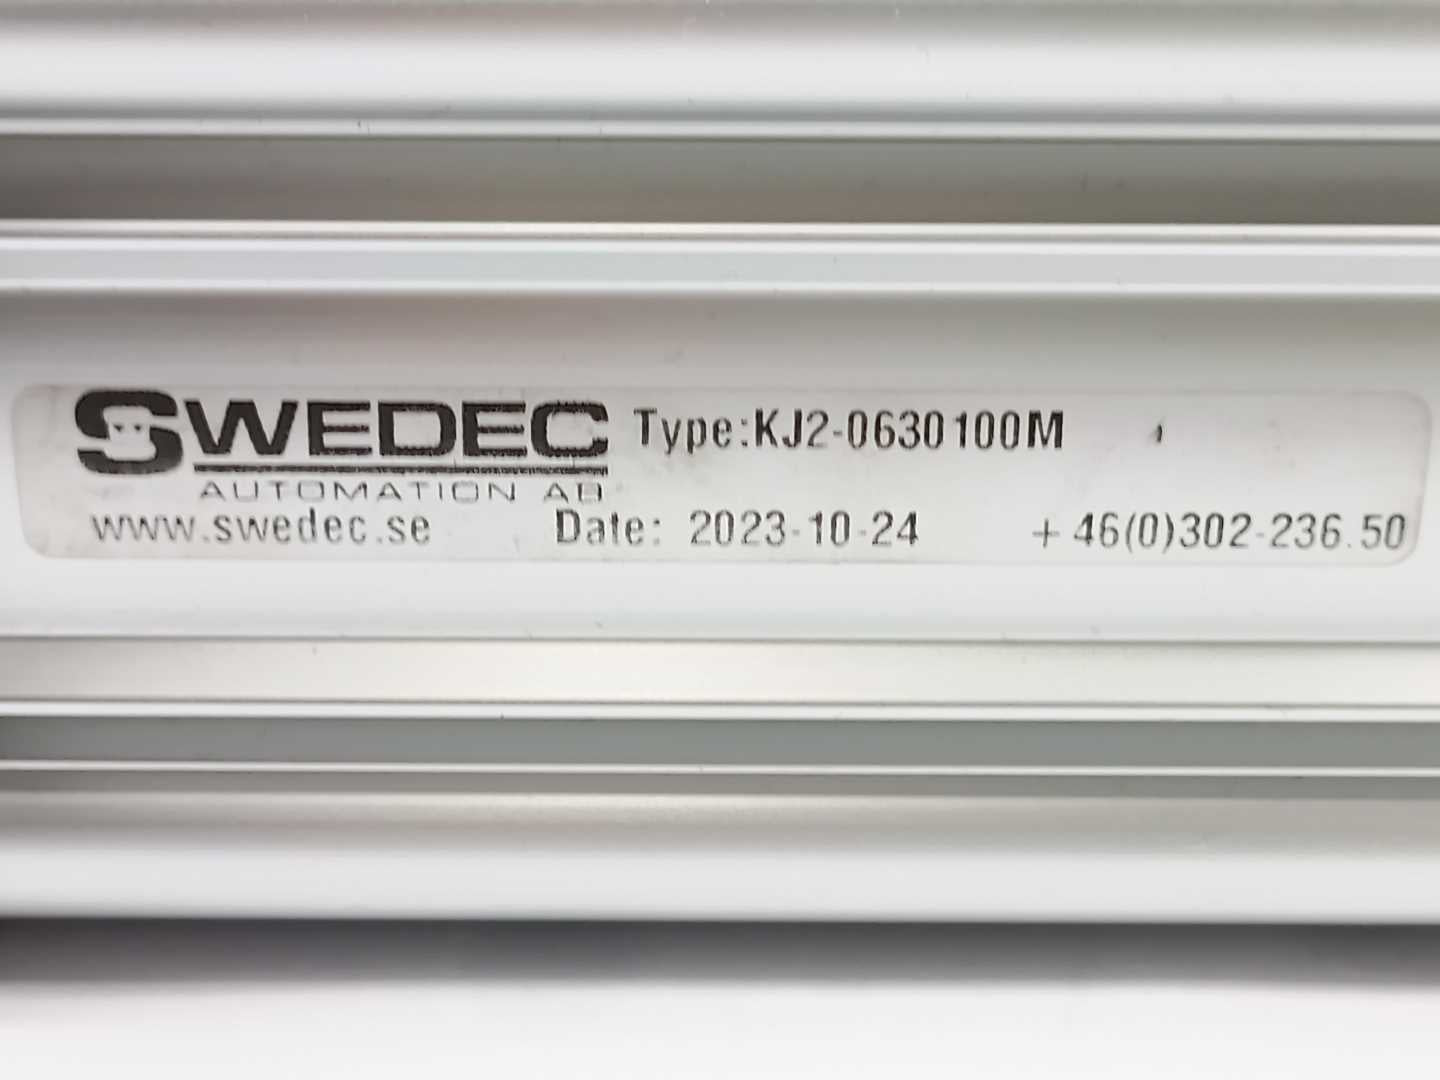 SWEDEC Type:KJ2-0630100M
AUTOMATION AB
www.swedec.se Date: 2023-10-24 +46(0)302-236.50